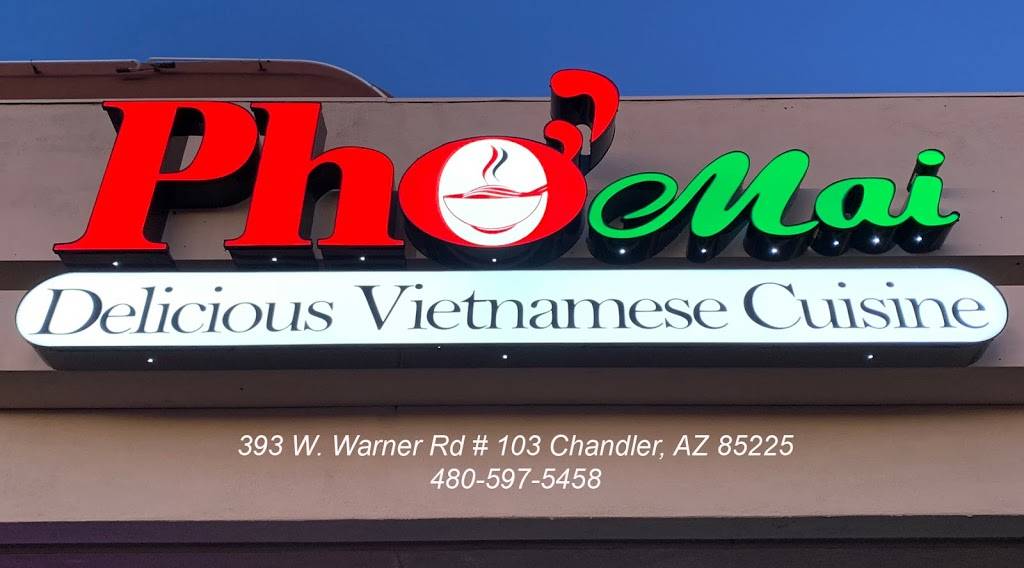 Phở Mai
Delicious Vietnamese Cuisine
393 W. Warner Rd # 103 Chandler, AZ 85225
480-597-5458